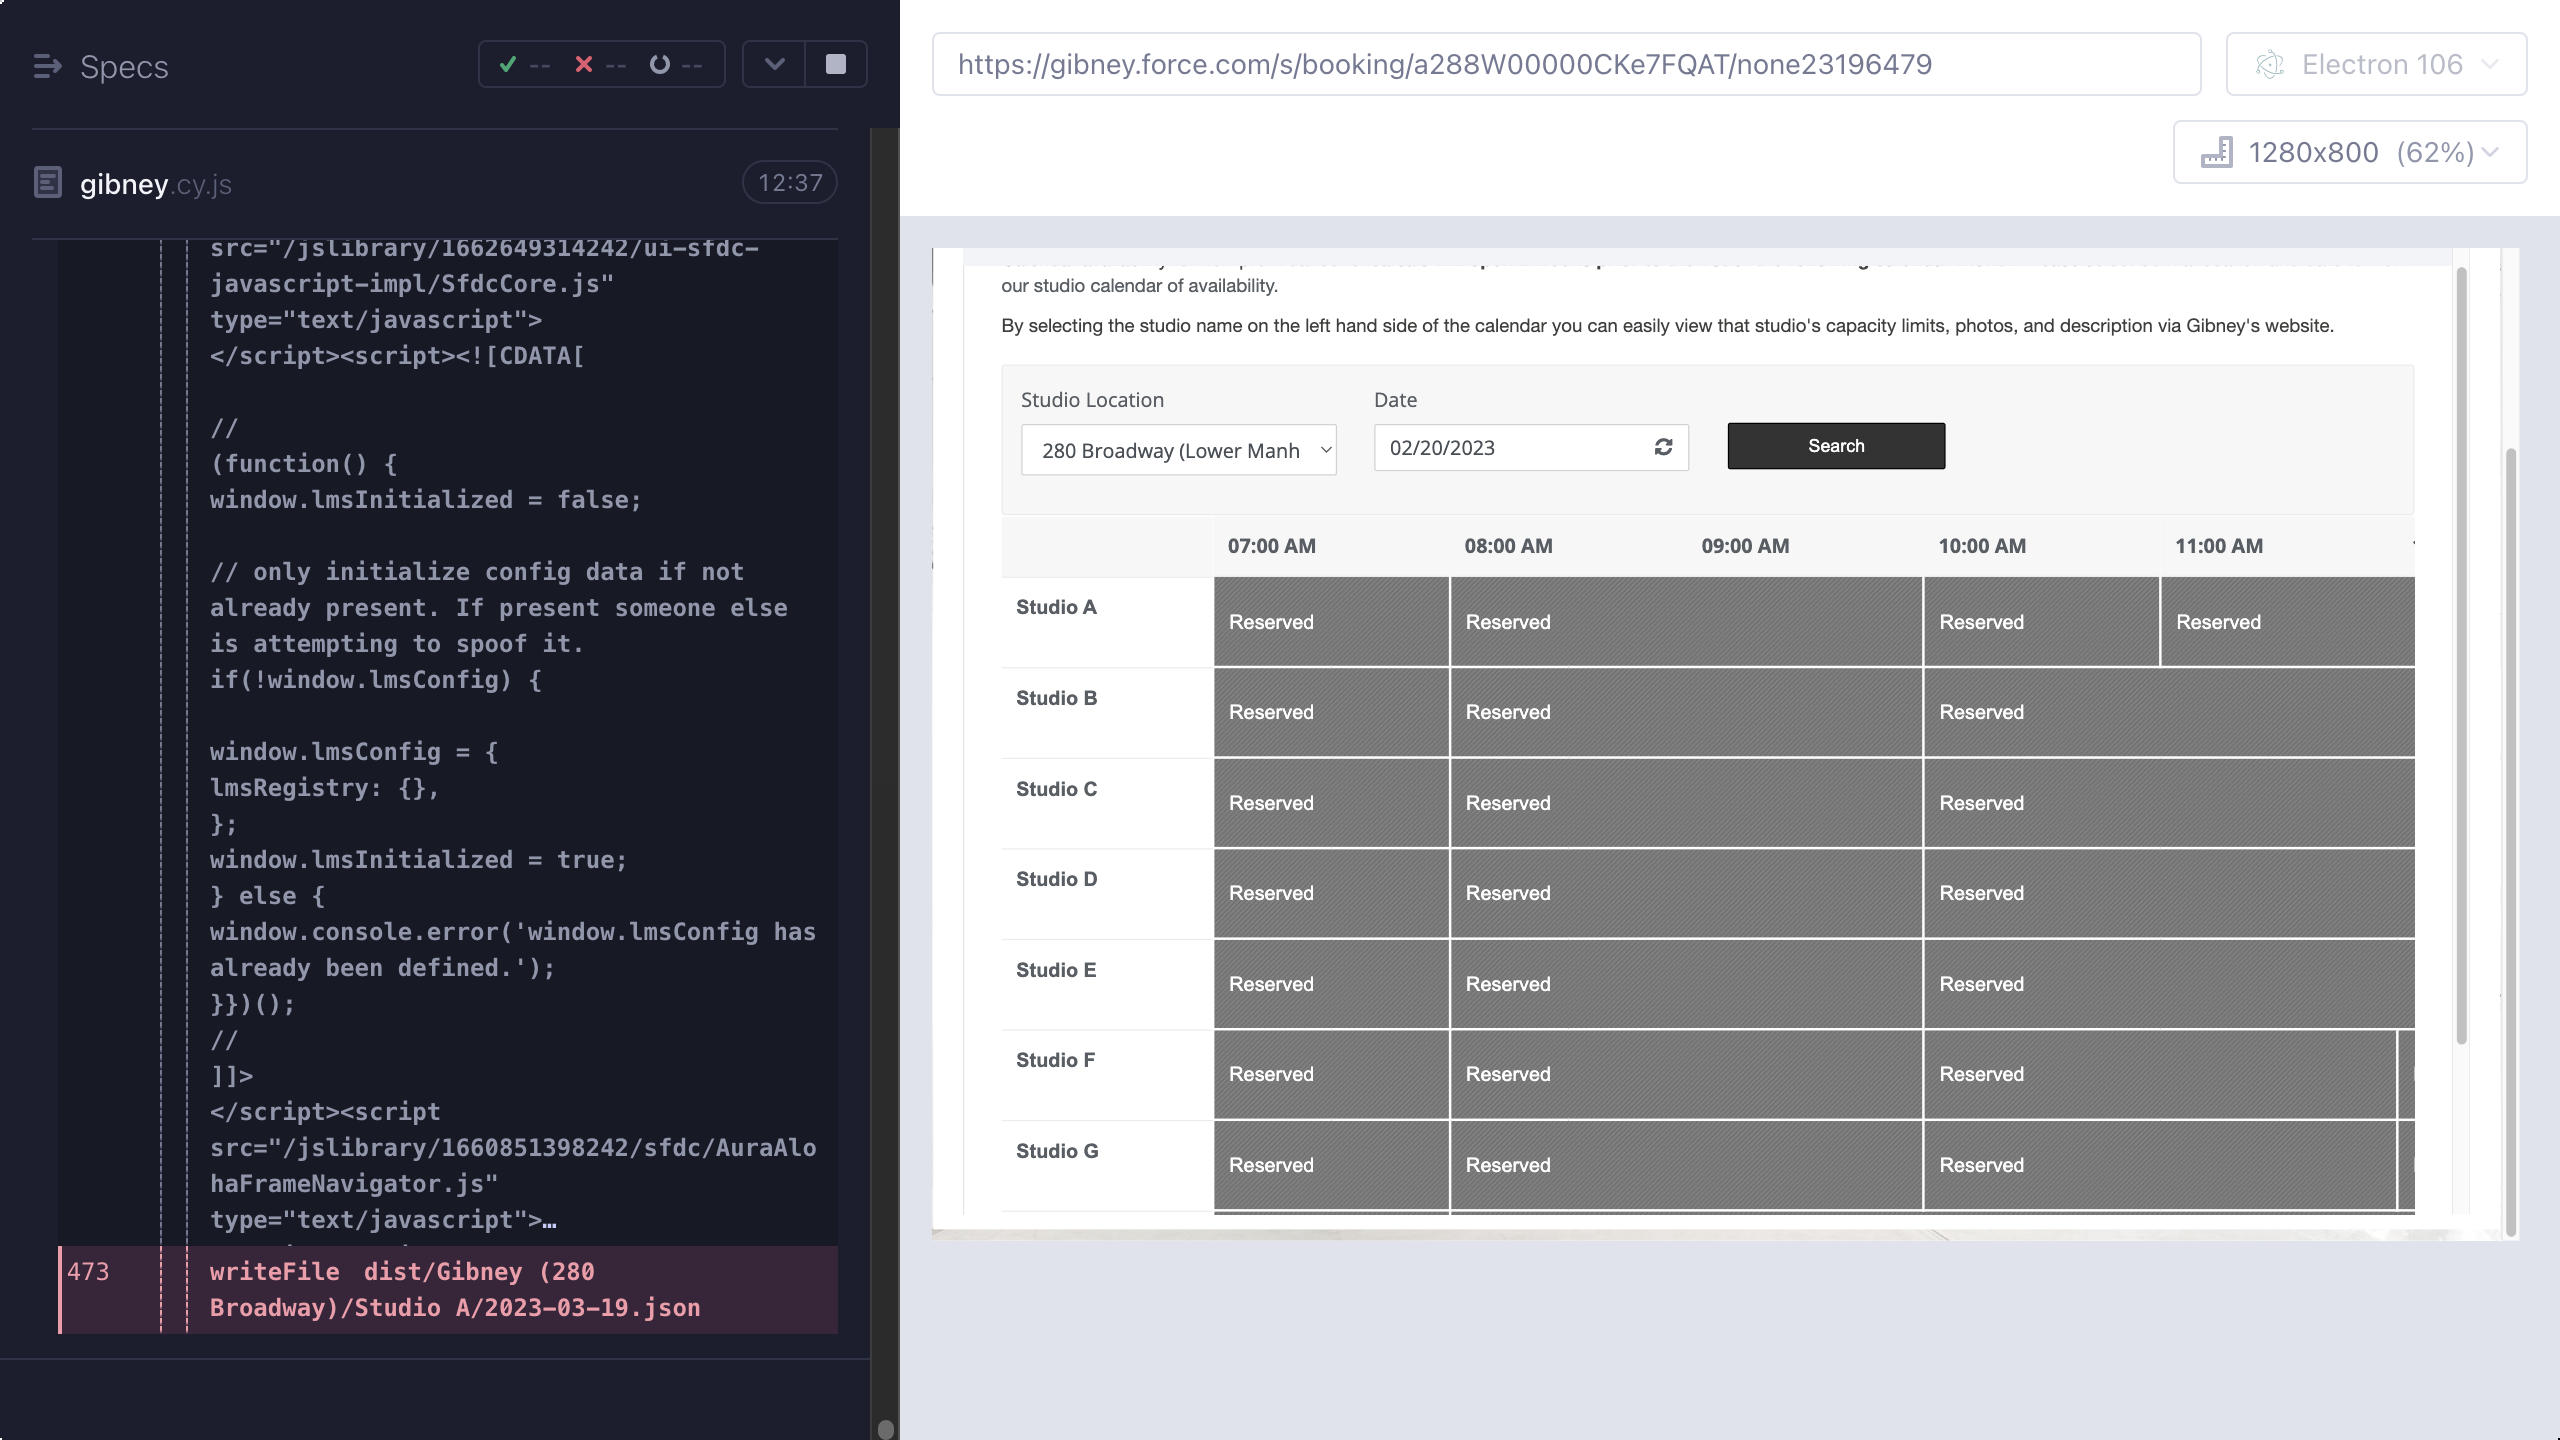 Specs
-- -- --
gibney.cy.js
12:37
src="/jslibrary/1662649314242/ui-sfdc-
javascript-impl/SfdcCore.js"
type="text/javascript">
</script><script><![CDATA[
//
(function() {
window.lmsInitialized = false;
// only initialize config data if not
already present. If present someone else
is attempting to spoof it.
if(!window.lmsConfig) {
window.lmsConfig = {
lmsRegistry: {},
};
window.lmsInitialized = true;
} else {
window.console.error('window.lmsConfig has
already been defined.');
}})();
//
]]>
</script><script
src="/jslibrary/1660851398242/sfdc/AuraAlo
haFrameNavigator.js"
type="text/javascript">…
473
writeFile dist/Gibney (280
Broadway)/Studio A/2023-03-19.json
https://gibney.force.com/s/booking/a288W00000CKe7FQAT/none23196479
Electron 106
1280x800 (62%)
our studio calendar of availability.
By selecting the studio name on the left hand side of the calendar you can easily view that studio's capacity limits, photos, and description via Gibney's website.
Studio Location
Date
280 Broadway (Lower Manh
02/20/2023
Search
07:00 AM 08:00 AM 09:00 AM 10:00 AM 11:00 AM
Studio A Reserved Reserved Reserved Reserved
Studio B Reserved Reserved Reserved
Studio C Reserved Reserved Reserved
Studio D Reserved Reserved Reserved
Studio E Reserved Reserved Reserved
Studio F Reserved Reserved Reserved
Studio G Reserved Reserved Reserved